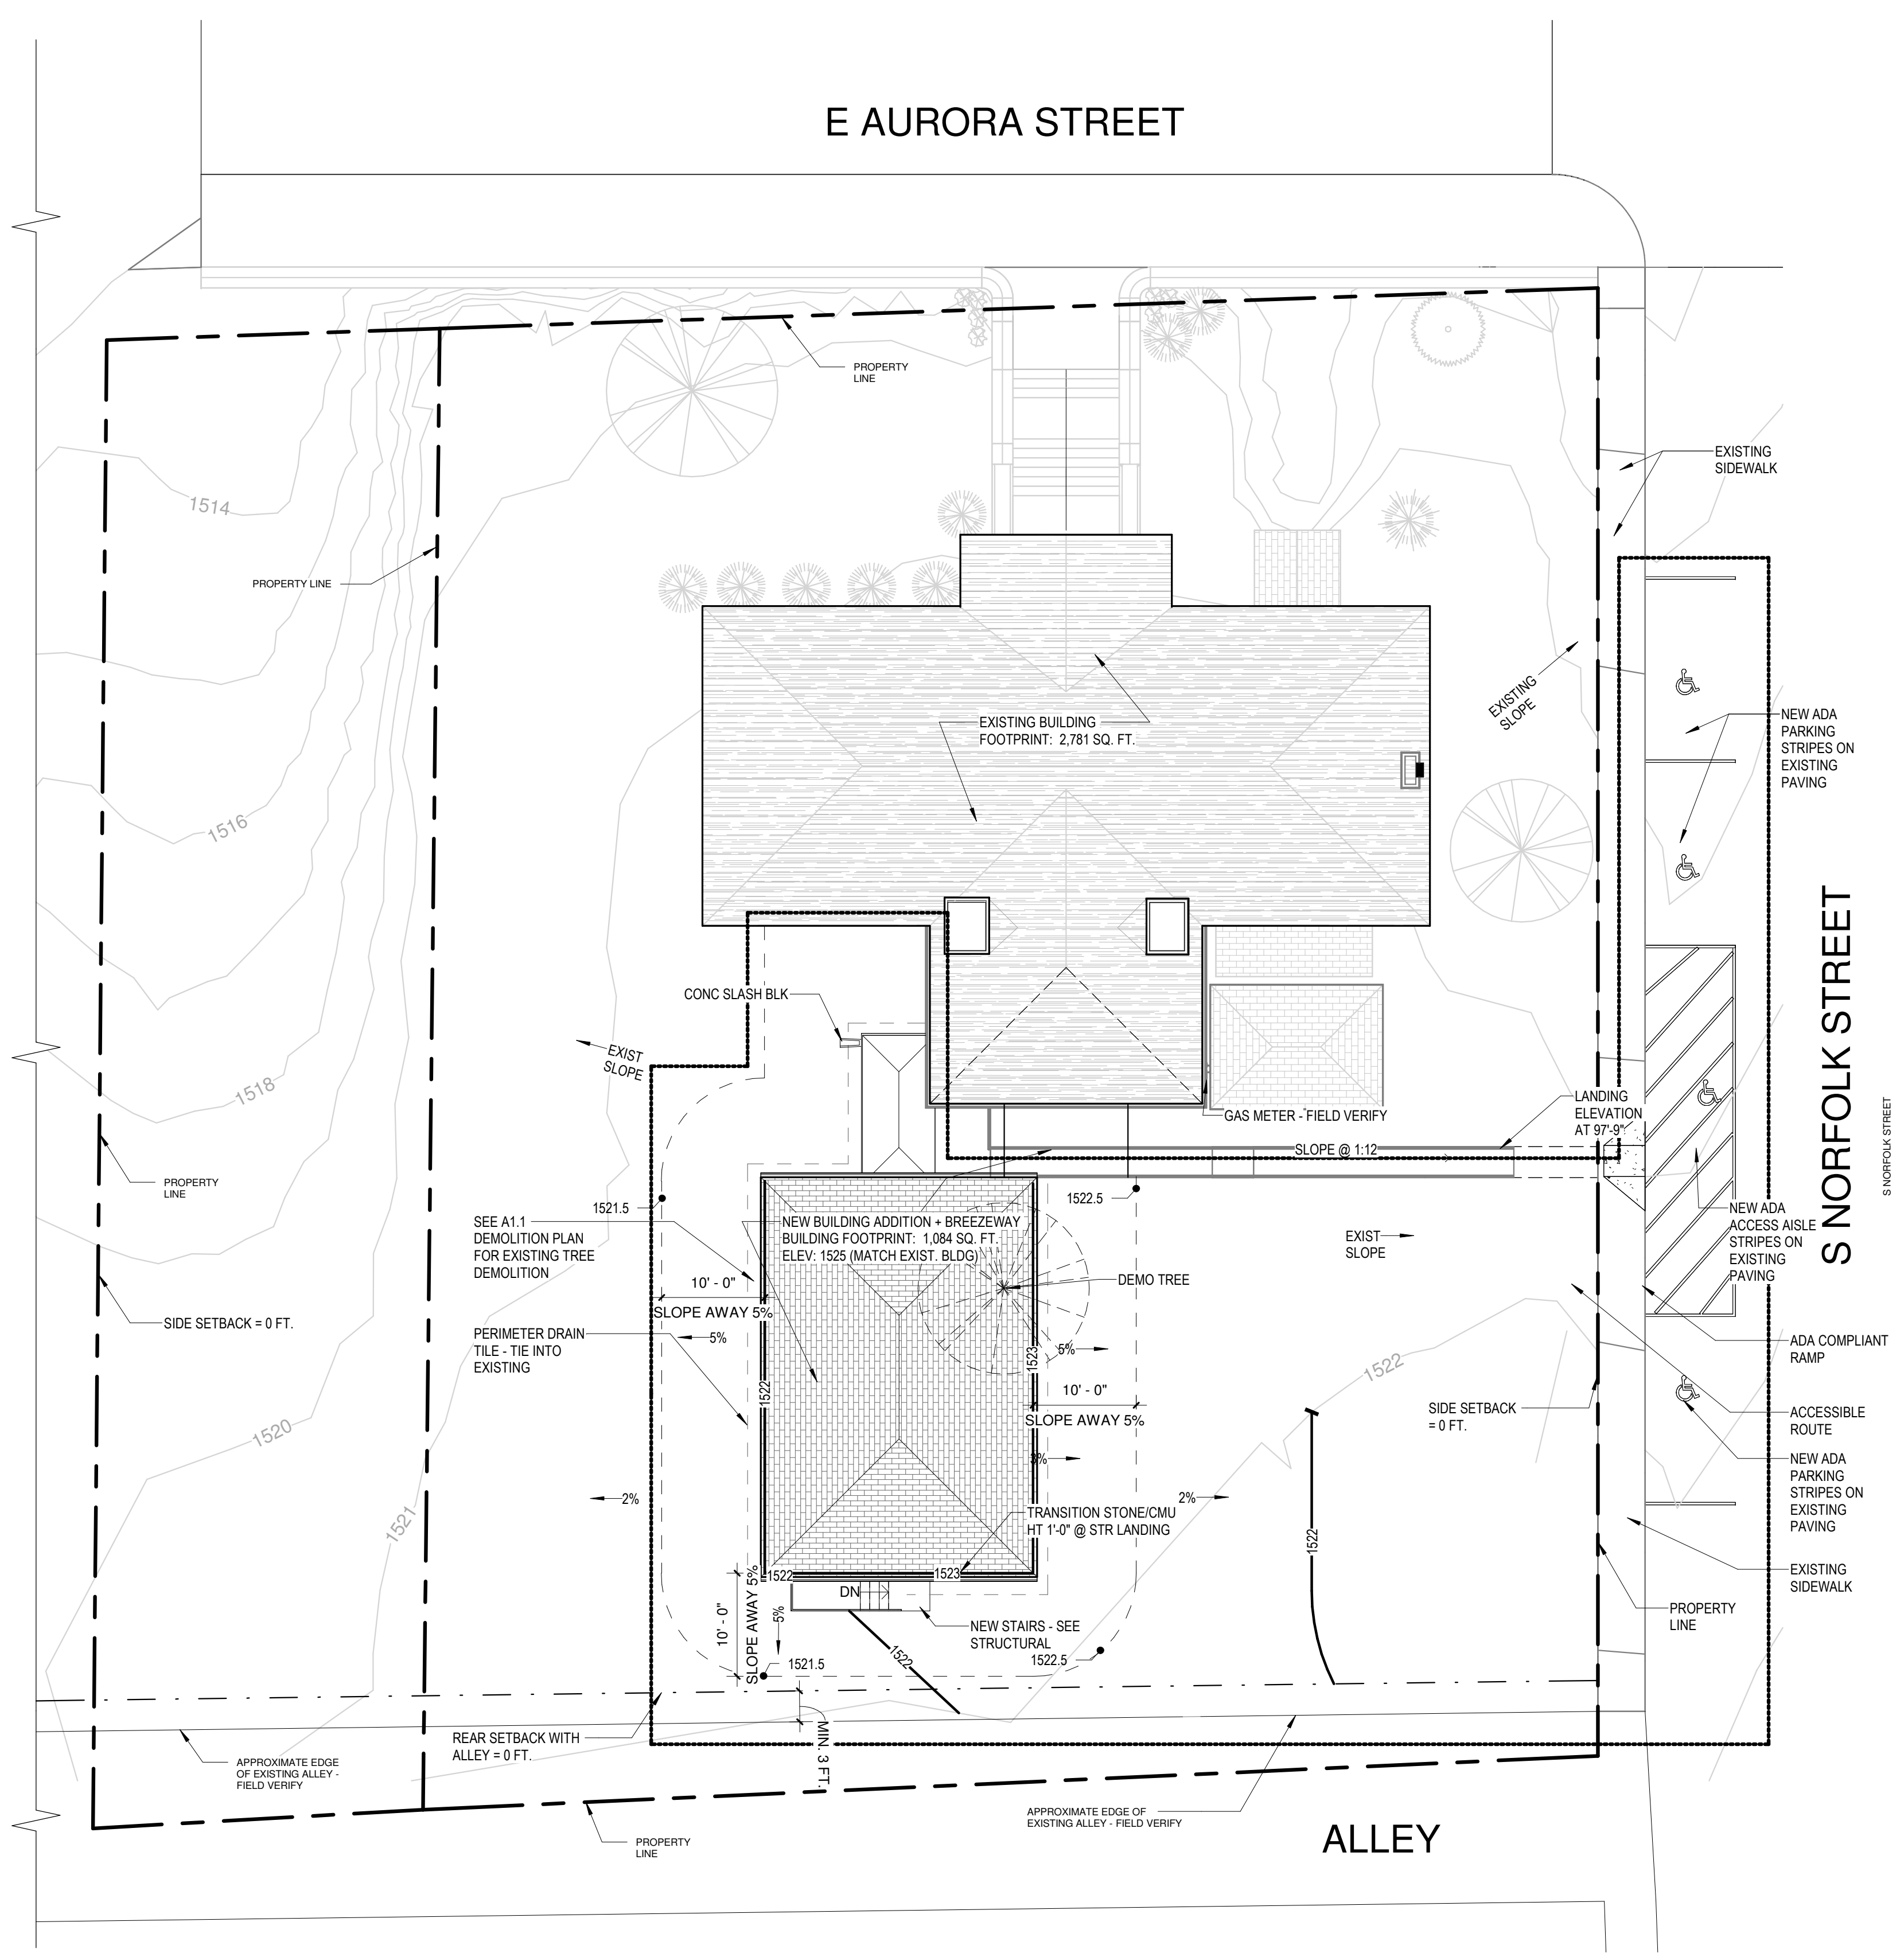 E AURORA STREET
PROPERTY
LINE
EXISTING
SIDEWALK
1514
PROPERTY LINE
EXISTING
SLOPE
EXISTING BUILDING
FOOTPRINT: 2,781 SQ. FT.
NEW ADA
PARKING
STRIPES ON
EXISTING
PAVING
1516
S NORFOLK STREET
S NORFOLK STREET
CONC SLASH BLK
EXIST
SLOPE
1518
LANDING
ELEVATION
AT 97'-9"
GAS METER - FIELD VERIFY
SLOPE @ 1:12
PROPERTY
LINE
1521.5
1522.5
SEE A1.1
DEMOLITION PLAN
FOR EXISTING TREE
DEMOLITION
NEW BUILDING ADDITION + BREEZEWAY
BUILDING FOOTPRINT: 1,084 SQ. FT.
ELEV: 1525 (MATCH EXIST. BLDG)
EXIST
SLOPE
NEW ADA
ACCESS AISLE
STRIPES ON
EXISTING
PAVING
10' - 0"
SLOPE AWAY 5%
DEMO TREE
SIDE SETBACK = 0 FT.
PERIMETER DRAIN
TILE - TIE INTO
EXISTING
5%
5%
1523
1522
10' - 0"
SLOPE AWAY 5%
1522
ADA COMPLIANT
RAMP
SIDE SETBACK
= 0 FT.
ACCESSIBLE
ROUTE
1520
NEW ADA
PARKING
STRIPES ON
EXISTING
PAVING
2%
2%
1521
TRANSITION STONE/CMU
HT 1'-0" @ STR LANDING
1522
1522
1523
EXISTING
SIDEWALK
DN
10' - 0"
SLOPE AWAY 5%
5%
NEW STAIRS - SEE
STRUCTURAL
PROPERTY
LINE
1522
1521.5
1522.5
REAR SETBACK WITH
ALLEY = 0 FT.
MIN. 3 FT.
APPROXIMATE EDGE
OF EXISTING ALLEY -
FIELD VERIFY
APPROXIMATE EDGE OF
EXISTING ALLEY - FIELD VERIFY
PROPERTY
LINE
ALLEY